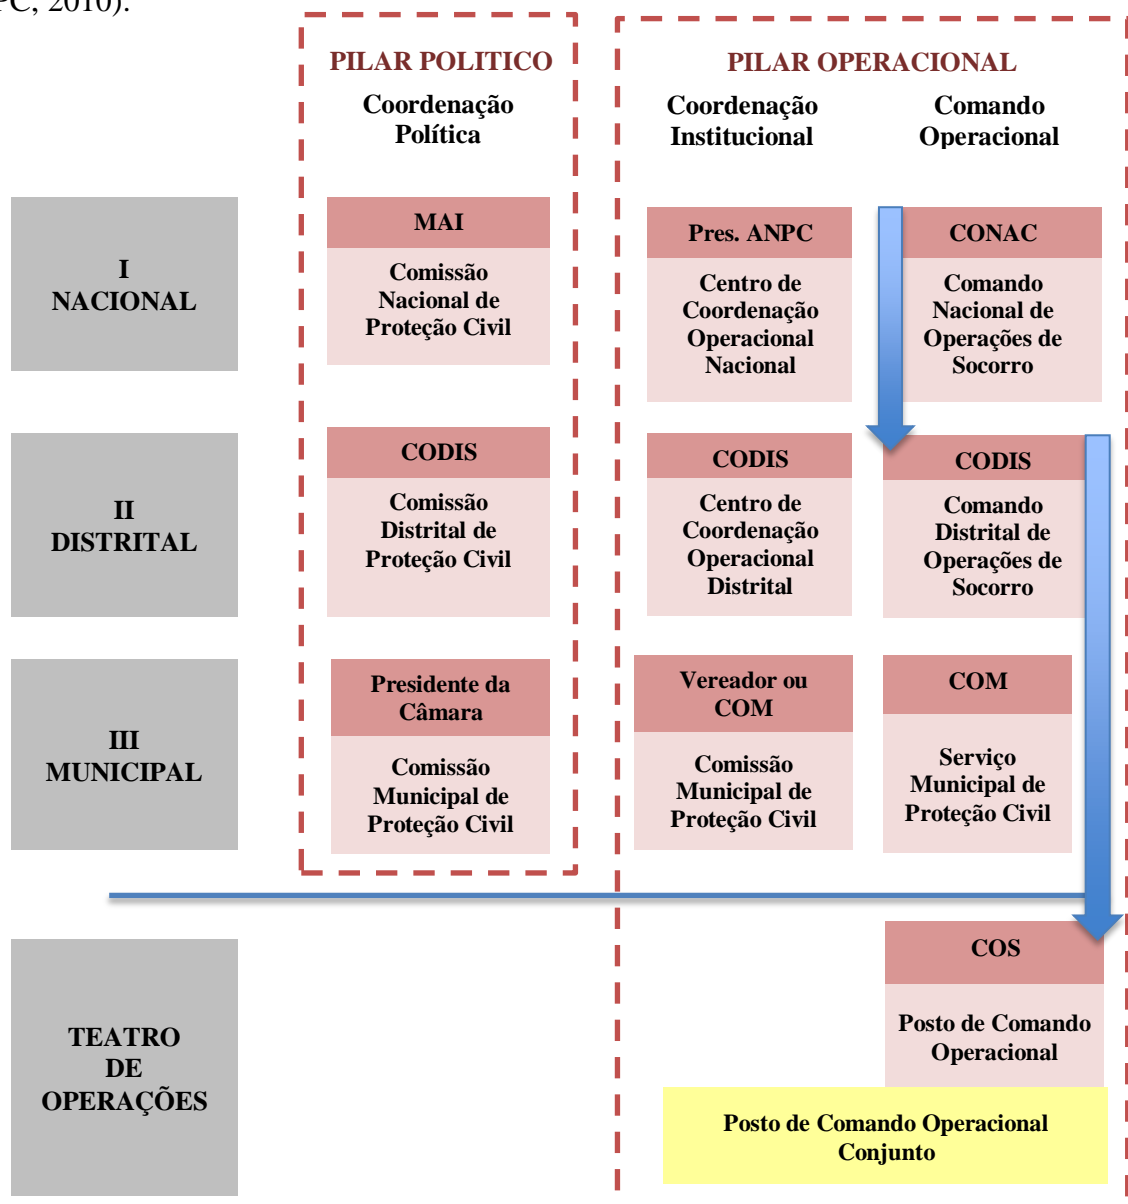 PC, 2010).
PILAR POLITICO
Coordenação
Política
PILAR OPERACIONAL
Coordenação
Institucional
Comando
Operacional
I
NACIONAL
MAI
Comissão
Nacional de
Proteção Civil
Pres. ANPC
Centro de
Coordenação
Operacional
Nacional
CONAC
Comando
Nacional de
Operações de
Socorro
II
DISTRITAL
CODIS
Comissão
Distrital de
Proteção Civil
CODIS
Centro de
Coordenação
Operacional
Distrital
CODIS
Comando
Distrital de
Operações de
Socorro
III
MUNICIPAL
Presidente da
Câmara
Comissão
Municipal de
Proteção Civil
Vereador ou
COM
Comissão
Municipal de
Proteção Civil
COM
Serviço
Municipal de
Proteção Civil
TEATRO
DE
OPERAÇÕES
COS
Posto de Comando
Operacional
Posto de Comando Operacional
Conjunto